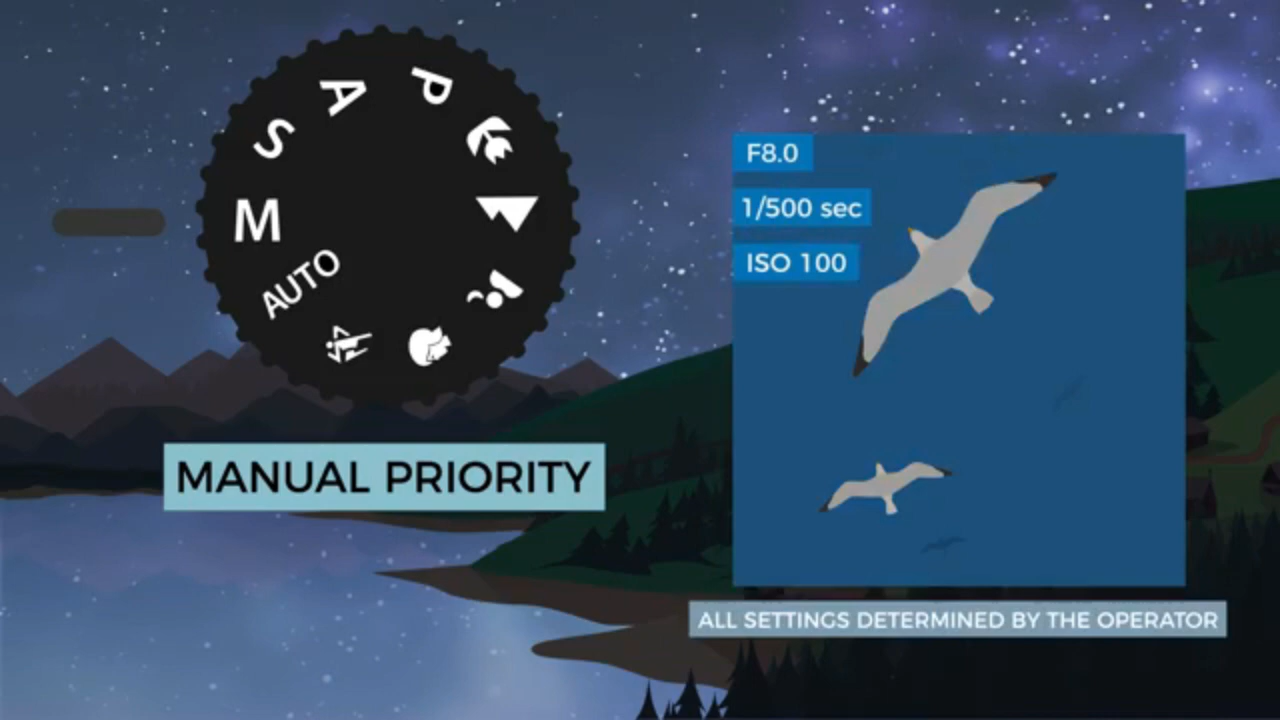 P
A
S
M
AUTO
MANUAL PRIORITY
F8.0
1/500 sec
ISO 100
ALL SETTINGS DETERMINED BY THE OPERATOR